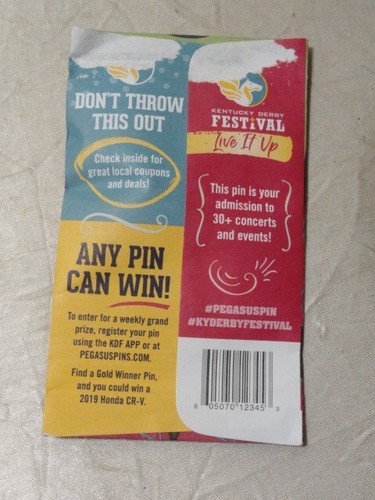 DON'T THROW
THIS OUT
Check inside for
great local coupons
and deals!
ANY PIN
CAN WIN!
To enter for a weekly grand
prize, register your pin
using the KDF APP or at
PEGASUSPINS.COM.
Find a Gold Winner Pin,
and you could win a
2019 Honda CR-V.
KENTUCKY DERBY
FESTIVAL
Live It Up
This pin is your
admission to
30+ concerts
and events!
#PEGASUSPIN
#KYDERBYFESTIVAL
6 05070 12345 3